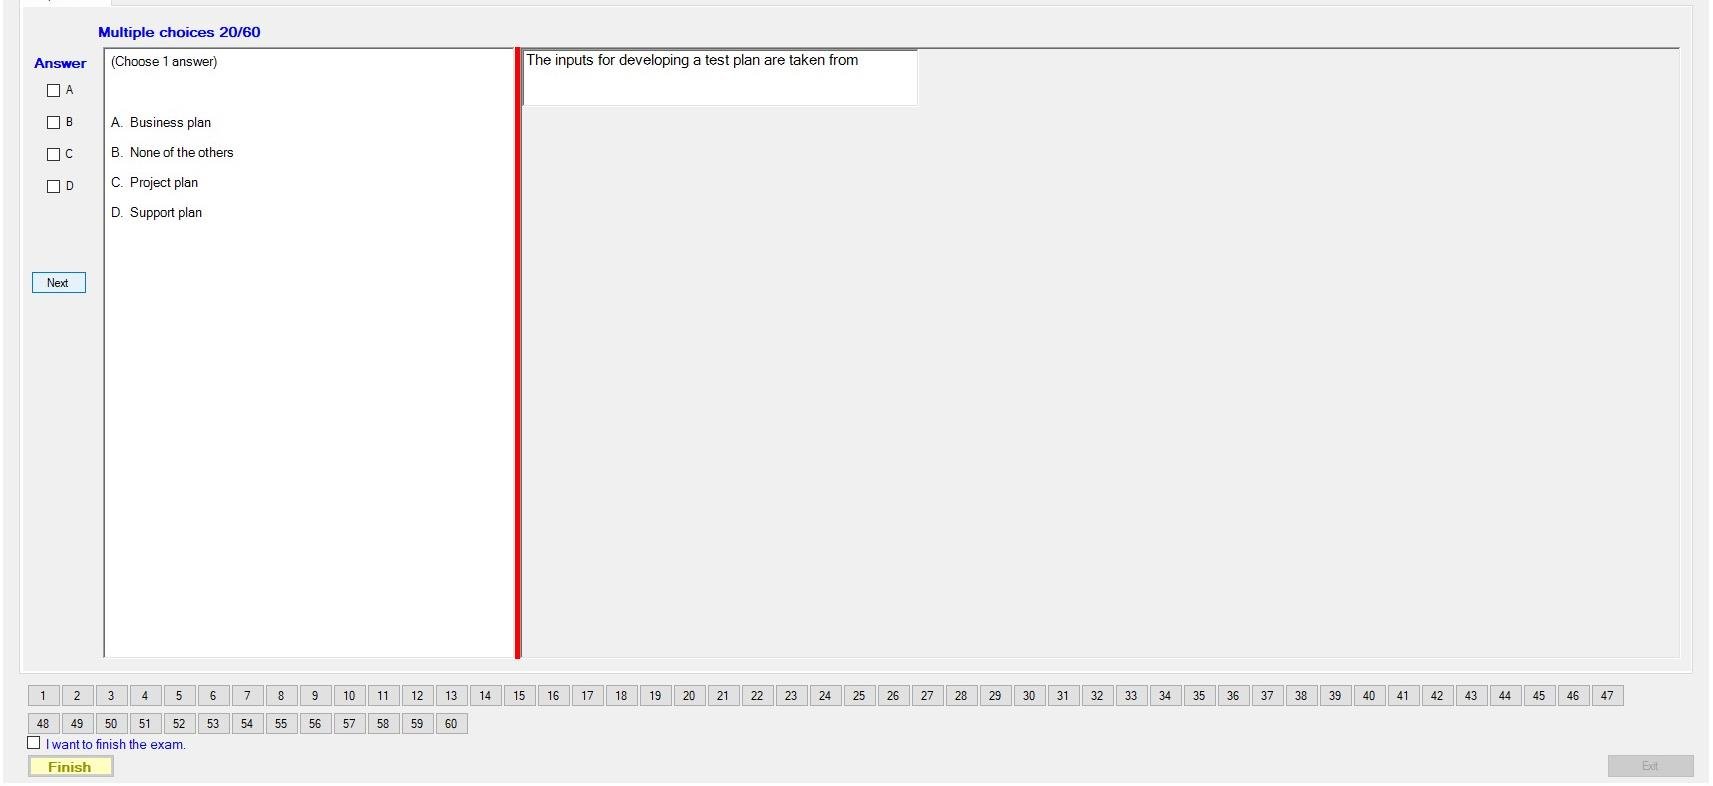 Multiple choices 20/60
Answer
A
B
C
D
Next
(Choose 1 answer)
A. Business plan
B. None of the others
C. Project plan
D. Support plan
The inputs for developing a test plan are taken from
1 2 3 4 5 6 7 8 9 10 11 12 13 14 15 16 17 18 19 20 21 22 23 24 25 26 27 28 29 30 31 32 33 34 35 36 37 38 39 40 41 42 43 44 45 46 47
48 49 50 51 52 53 54 55 56 57 58 59 60
I want to finish the exam.
Finish
Exit